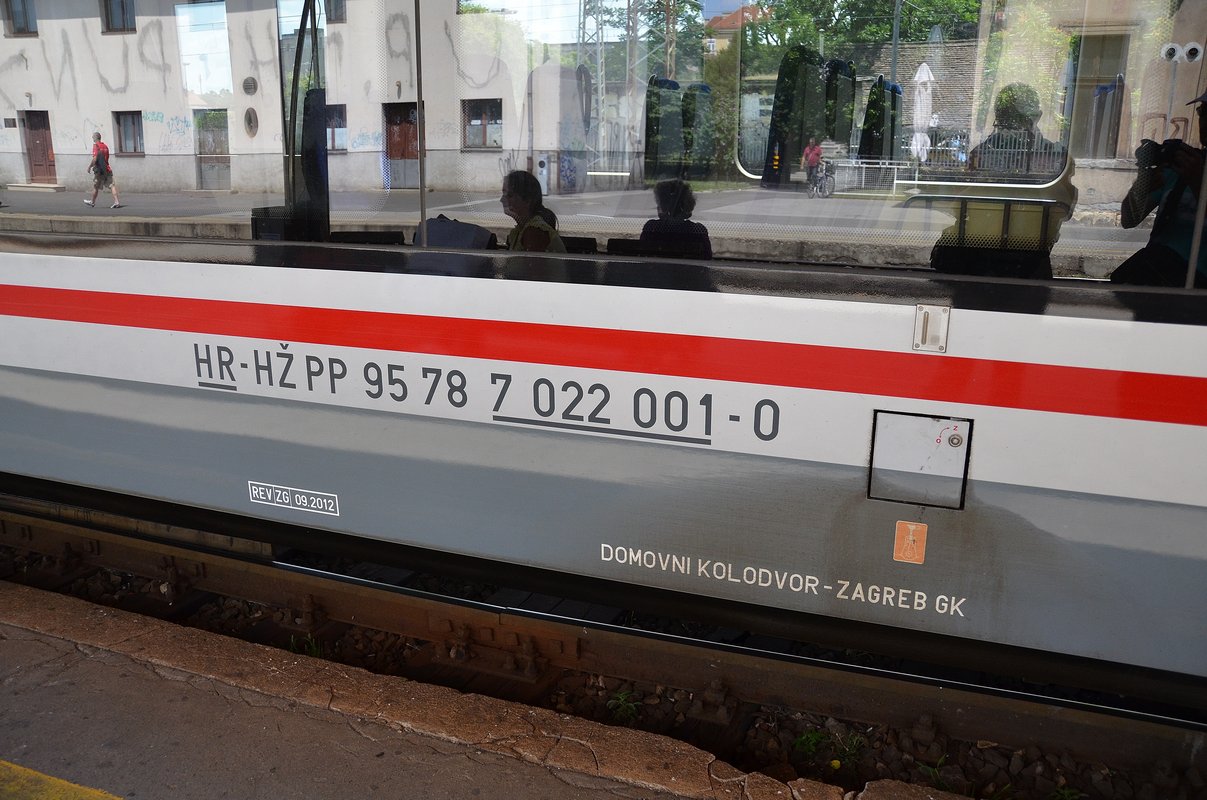 HR-HŽPP 95 78 7 022 001-0
REV ZG 09.2012
DOMOVNI KOLODVOR-ZAGREB GK